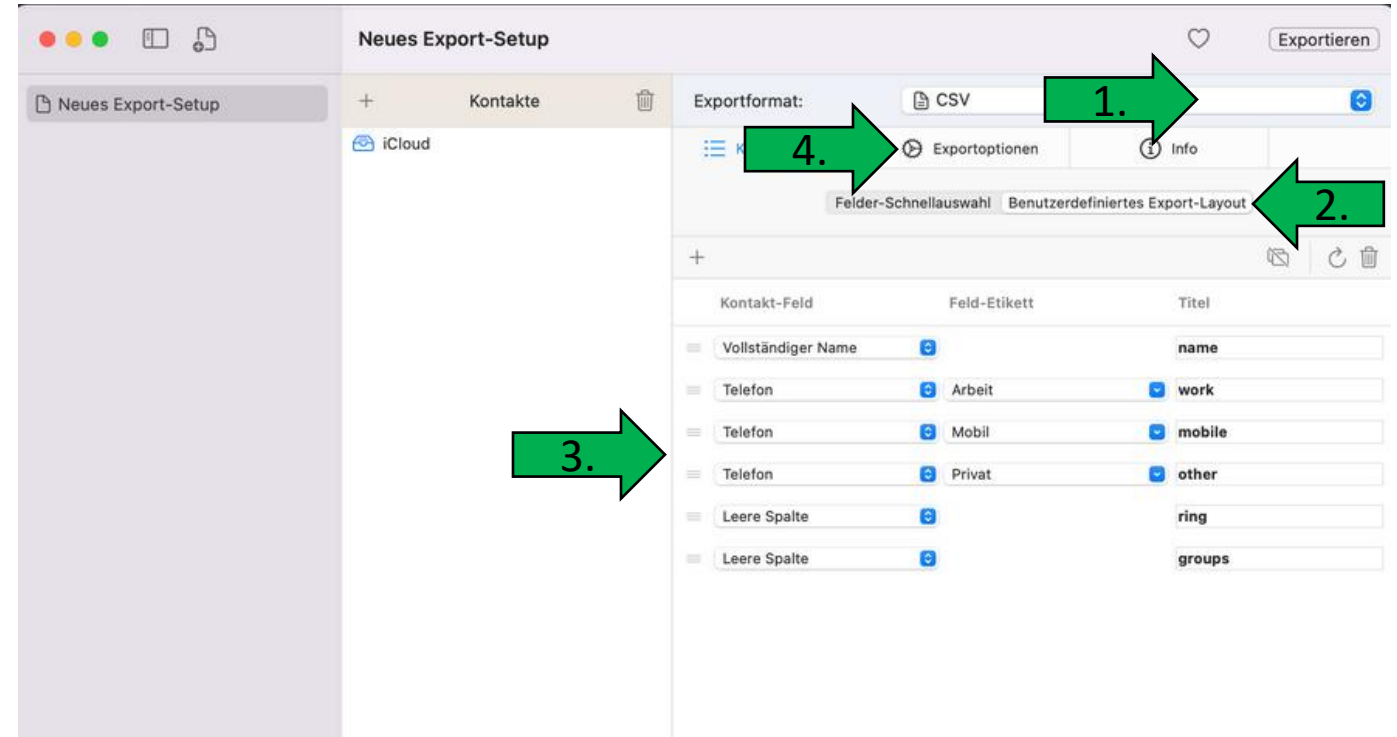 Neues Export-Setup
Exportieren
Neues Export-Setup
Kontakte
Exportformat:
CSV
1.
iCloud
4.
Exportoptionen
Info
Felder-Schnellauswahl
Benutzerdefiniertes Export-Layout
2.
Kontakt-Feld
Feld-Etikett
Titel
Vollständiger Name
name
Telefon
Arbeit
work
Telefon
Mobil
mobile
3.
Telefon
Privat
other
Leere Spalte
ring
Leere Spalte
groups